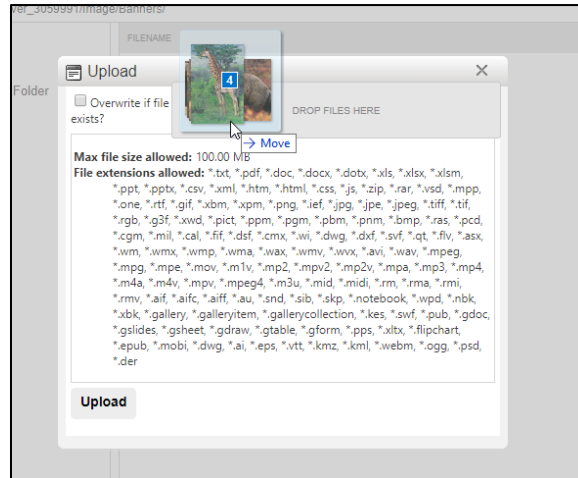 ver_3059991/Image/Banners/
FILENAME
Folder
Upload
4
Overwrite if file
exists?
DROP FILES HERE
Move
Max file size allowed: 100.00 MB
File extensions allowed: *.txt, *.pdf, *.doc, *.docx, *.dotx, *.xls, *.xlsx, *.xlsm,
*.ppt, *.pptx, *.csv, *.xml, *.htm, *.html, *.css, *.js, *.zip, *.rar, *.vsd, *.mpp,
*.one, *.rtf, *.gif, *.xbm, *.xpm, *.png, *.ief, *.jpg, *.jpe, *.jpeg, *.tiff, *.tif,
*.rgb, *.g3f, *.xwd, *.pict, *.ppm, *.pgm, *.pbm, *.pnm, *.bmp, *.ras, *.pcd,
*.cgm, *.mil, *.cal, *.fif, *.dsf, *.cmx, *.wi, *.dwg, *.dxf, *.svf, *.qt, *.flv, *.asx,
*.wm, *.wmx, *.wmp, *.wma, *.wax, *.wmv, *.wvx, *.avi, *.wav, *.mpeg,
*.mpg, *.mpe, *.mov, *.m1v, *.mp2, *.mpv2, *.mp2v, *.mpa, *.mp3, *.mp4,
*.m4a, *.m4v, *.mpv, *.mpeg4, *.m3u, *.mid, *.midi, *.rm, *.rma, *.rmi,
*.rmv, *.aif, *.aifc, *.aiff, *.au, *.snd, *.sib, *.skp, *.notebook, *.wpd, *.nbk,
*.xbk, *.gallery, *.galleryitem, *.gallerycollection, *.kes, *.swf, *.pub, *.gdoc,
*.gslides, *.gsheet, *.gdraw, *.gtable, *.gform, *.pps, *.xltx, *.flipchart,
*.epub, *.mobi, *.dwg, *.ai, *.eps, *.vtt, *.kmz, *.kml, *.webm, *.ogg, *.psd,
*.der
Upload